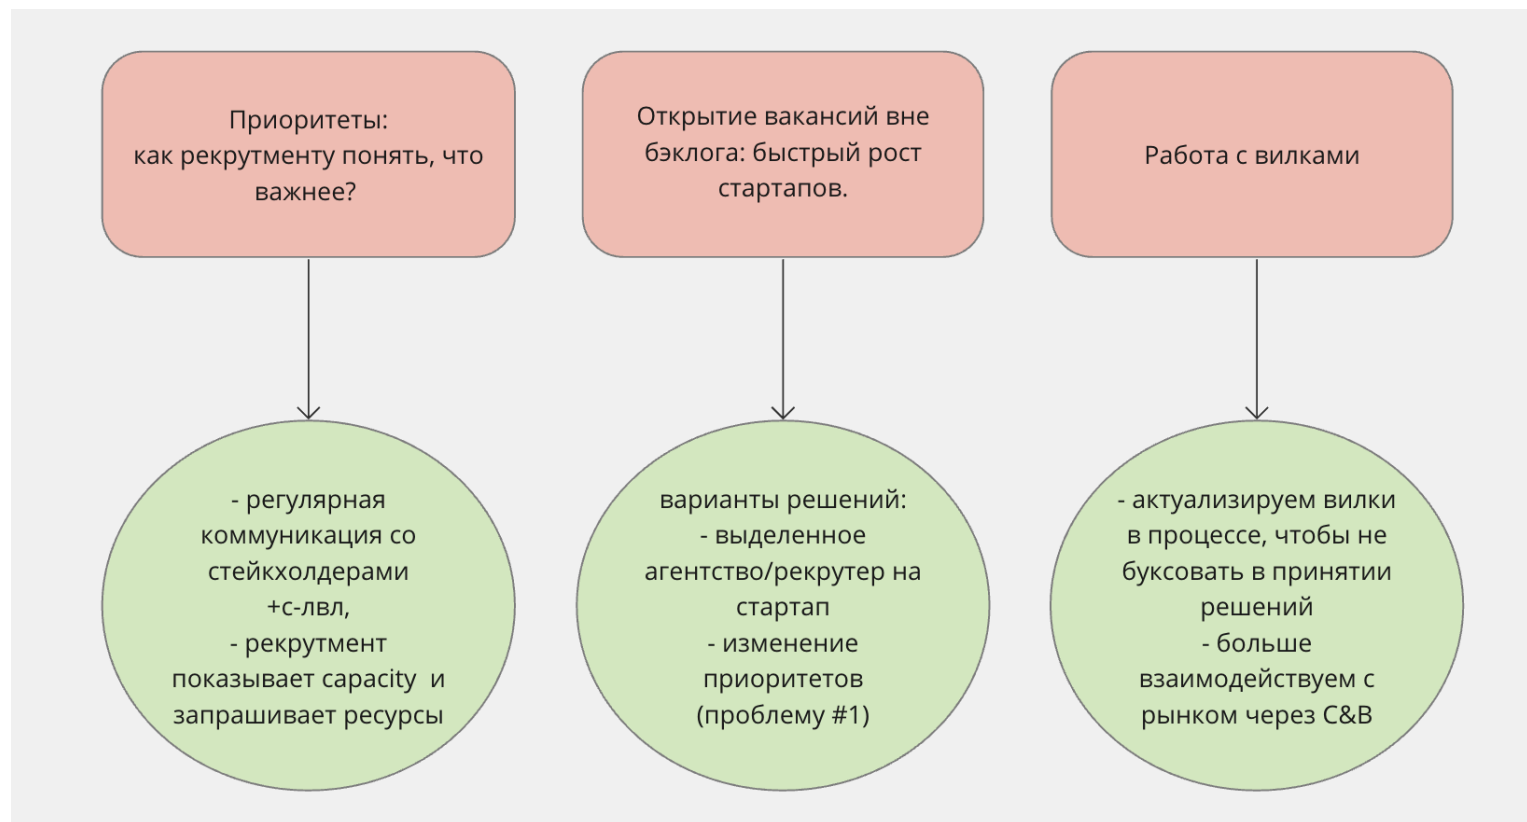 Приоритеты:
как рекрутменту понять, что
важнее?
Открытие вакансий вне
бэклога: быстрый рост
стартапов.
Работа с вилками
- регулярная
коммуникация со
стейкхолдерами
+с-лвл,
- рекрутмент
показывает capacity  и
запрашивает ресурсы
варианты решений:
- выделенное
агентство/рекрутер на
стартап
- изменение
приоритетов
(проблему #1)
- актуализируем вилки
в процессе, чтобы не
буксовать в принятии
решений
- больше
взаимодействуем с
рынком через C&B